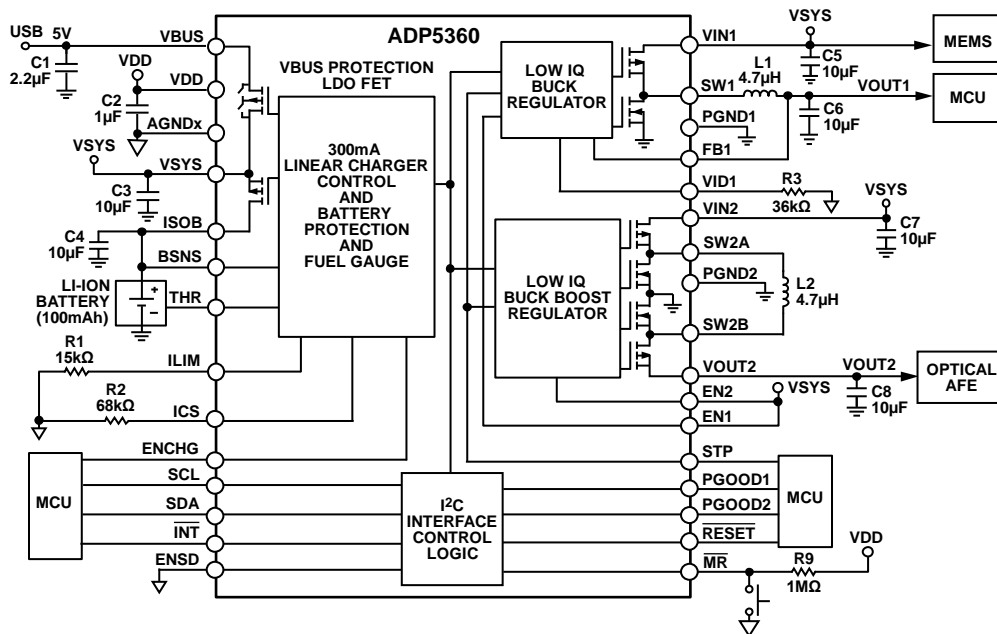 ADP5360
USB
5V
VBUS
C1
2.2µF
VDD
VDD
C2
1µF
AGNDx
VSYS
VSYS
C3
10µF
ISOB
C4
10µF
BSNS
LI-ION
BATTERY
(100mAh)
+
–
THR
R1
15kΩ
ILIM
R2
68kΩ
ICS
ENCHG
SCL
SDA
INT
ENSD
MCU
VBUS PROTECTION
LDO FET
300mA
LINEAR CHARGER
CONTROL
AND
BATTERY
PROTECTION
AND
FUEL GAUGE
LOW IQ
BUCK
REGULATOR
LOW IQ
BUCK BOOST
REGULATOR
I2C
INTERFACE
CONTROL
LOGIC
VIN1
VSYS
C5
10µF
MEMS
SW1
L1
4.7µH
VOUT1
C6
10µF
MCU
PGND1
FB1
VID1
R3
36kΩ
VSYS
VIN2
C7
10µF
SW2A
PGND2
L2
4.7µH
SW2B
VOUT2
VOUT2
C8
10µF
OPTICAL
AFE
EN2
VSYS
EN1
STP
PGOOD1
PGOOD2
RESET
MCU
MR
R9
1MΩ
VDD